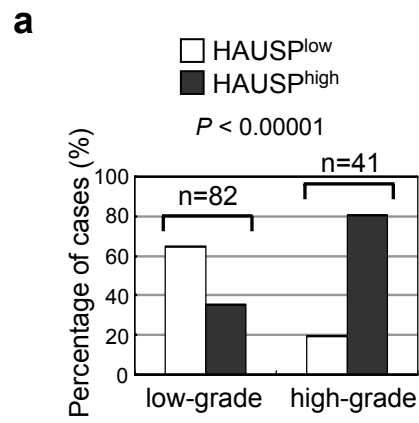 a
HAUSPlow
HAUSPhigh
P < 0.00001
n=41
n=82
Percentage of cases (%)
100
80
60
40
20
0
low-grade
high-grade